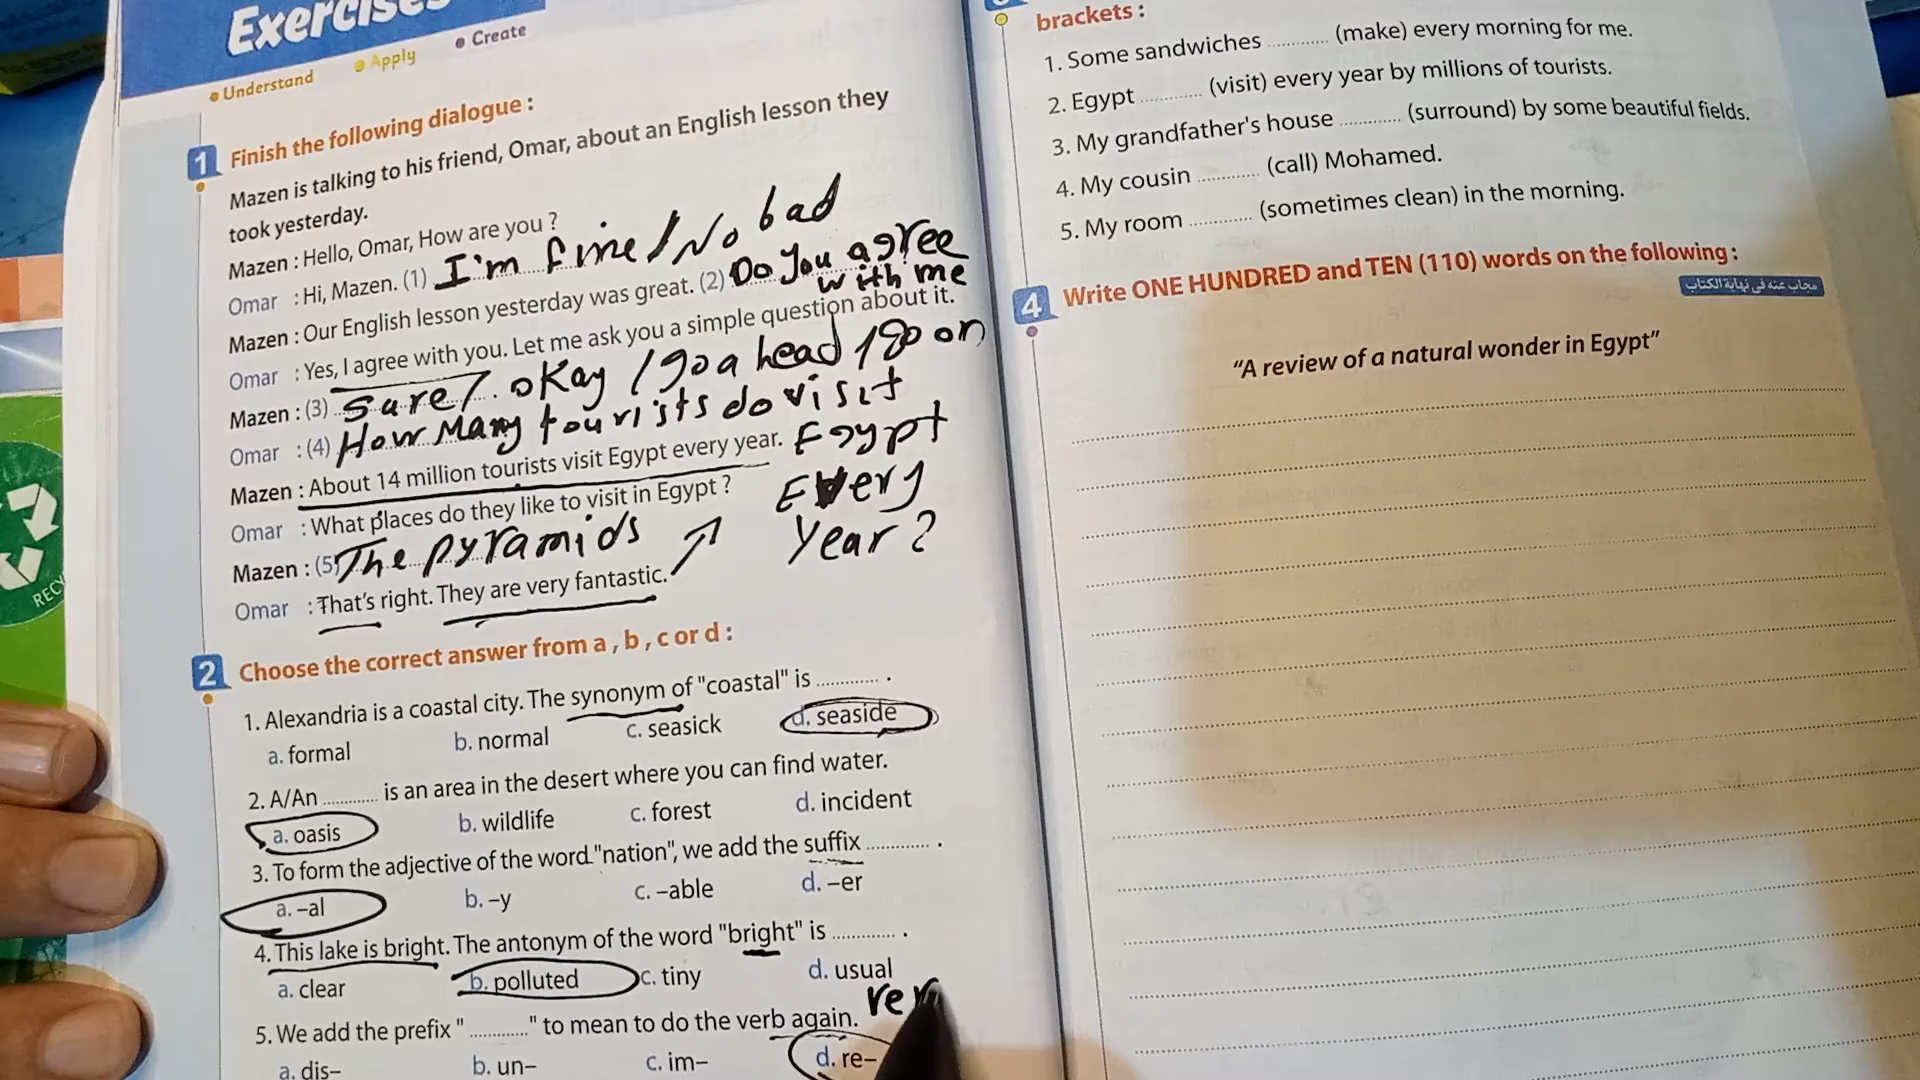 Exercises
Understand
Apply
Create
1 Finish the following dialogue :
Mazen is talking to his friend, Omar, about an English lesson they
took yesterday.
Mazen : Hello, Omar, How are you ?
Omar : Hi, Mazen. (1) I'm fine / No bad
Mazen : Our English lesson yesterday was great. (2) Do you agree
with me
Omar : Yes, I agree with you. Let me ask you a simple question about it.
Mazen : (3) Sure / okay / go a head / go on
Omar : (4) How Many tourists do visit
Egypt
Every
year ?
Mazen : About 14 million tourists visit Egypt every year.
Omar : What places do they like to visit in Egypt ?
Mazen : (5) The pyramids
Omar : That's right. They are very fantastic.
2 Choose the correct answer from a , b , c or d :
1. Alexandria is a coastal city. The synonym of "coastal" is ............ .
a. formal b. normal c. seasick d. seaside
2. A/An ............ is an area in the desert where you can find water.
a. oasis b. wildlife c. forest d. incident
3. To form the adjective of the word "nation", we add the suffix ............ .
a. –al b. –y c. –able d. –er
4. This lake is bright. The antonym of the word "bright" is ............ .
a. clear b. polluted c. tiny d. usual
5. We add the prefix "............" to mean to do the verb again.
a. dis– b. un– c. im– d. re–
brackets :
1. Some sandwiches ............ (make) every morning for me.
2. Egypt ............ (visit) every year by millions of tourists.
3. My grandfather's house ............ (surround) by some beautiful fields.
4. My cousin ............ (call) Mohamed.
5. My room ............ (sometimes clean) in the morning.
4 Write ONE HUNDRED and TEN (110) words on the following :
مجاب عنه فى نهاية الكتاب
"A review of a natural wonder in Egypt"